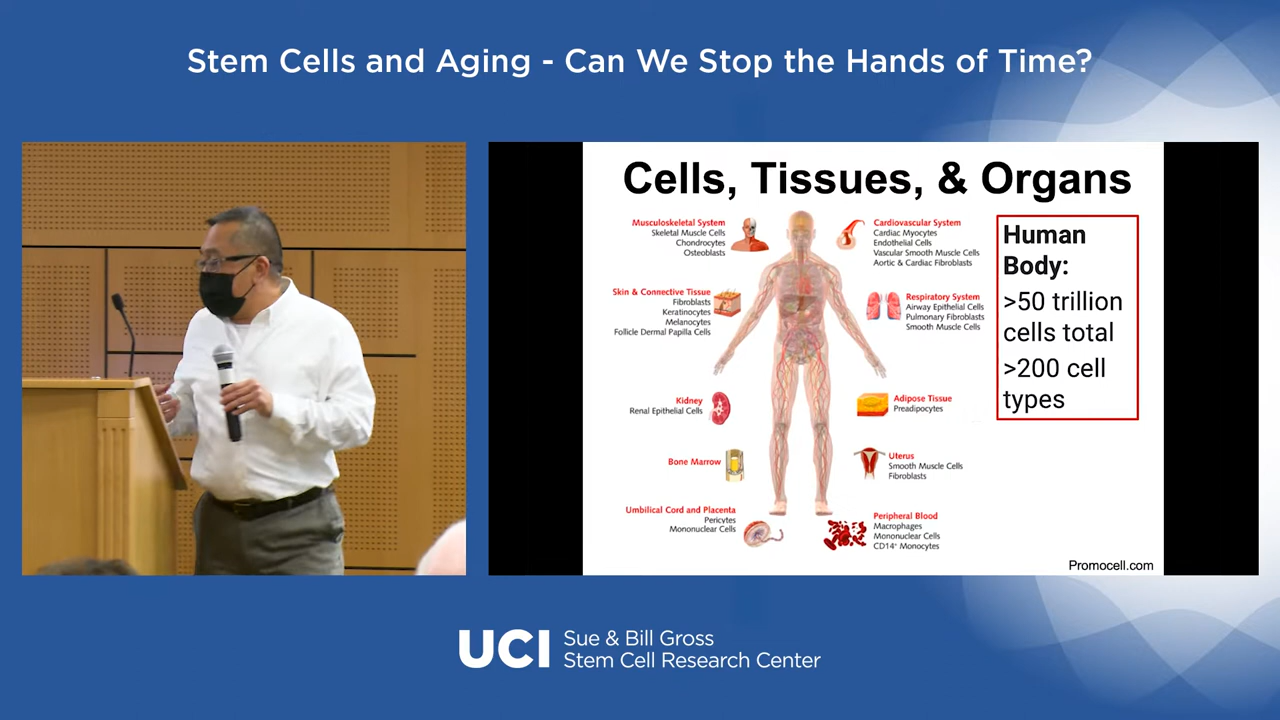 Stem Cells and Aging - Can We Stop the Hands of Time?
Cells, Tissues, & Organs
Musculoskeletal System
Skeletal Muscle Cells
Chondrocytes
Osteoblasts
Skin & Connective Tissue
Fibroblasts
Keratinocytes
Melanocytes
Follicle Dermal Papilla Cells
Kidney
Renal Epithelial Cells
Bone Marrow
Umbilical Cord and Placenta
Pericytes
Mononuclear Cells
Cardiovascular System
Cardiac Myocytes
Endothelial Cells
Vascular Smooth Muscle Cells
Aortic & Cardiac Fibroblasts
Respiratory System
Airway Epithelial Cells
Pulmonary Fibroblasts
Smooth Muscle Cells
Adipose Tissue
Preadipocytes
Uterus
Smooth Muscle Cells
Fibroblasts
Peripheral Blood
Macrophages
Mononuclear Cells
CD14+ Monocytes
Human
Body:
>50 trillion
cells total
>200 cell
types
Promocell.com
UCI
Sue & Bill Gross
Stem Cell Research Center